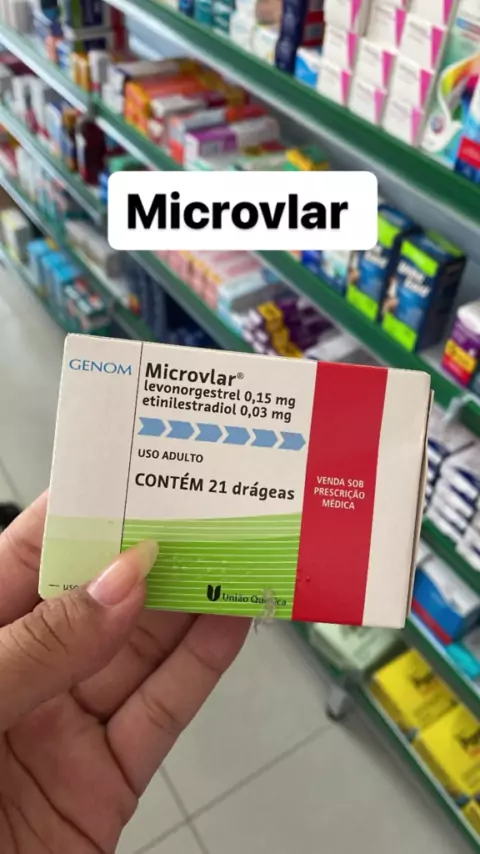 Microvlar
GENOM
Microvlar®
levonorgestrel 0,15 mg
etinilestradiol 0,03 mg
USO ADULTO
CONTÉM 21 drágeas
VENDA SOB
PRESCRIÇÃO
MÉDICA
União Química
USO